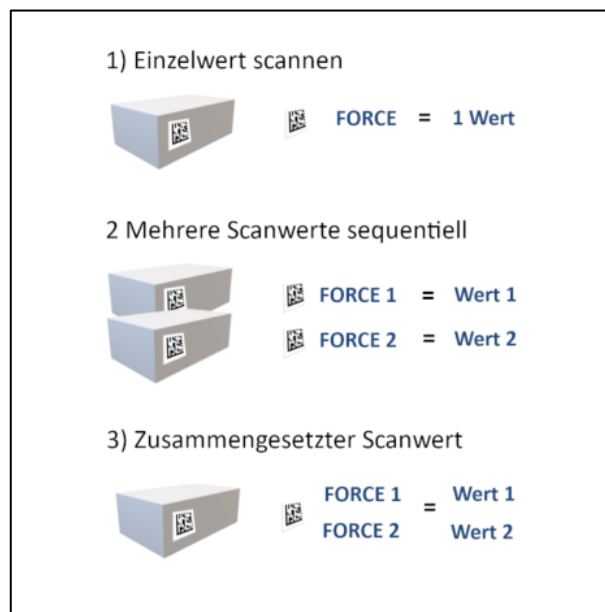 1) Einzelwert scannen
FORCE = 1 Wert
2 Mehrere Scanwerte sequentiell
FORCE 1 = Wert 1
FORCE 2 = Wert 2
3) Zusammengesetzter Scanwert
FORCE 1 = Wert 1
FORCE 2 Wert 2